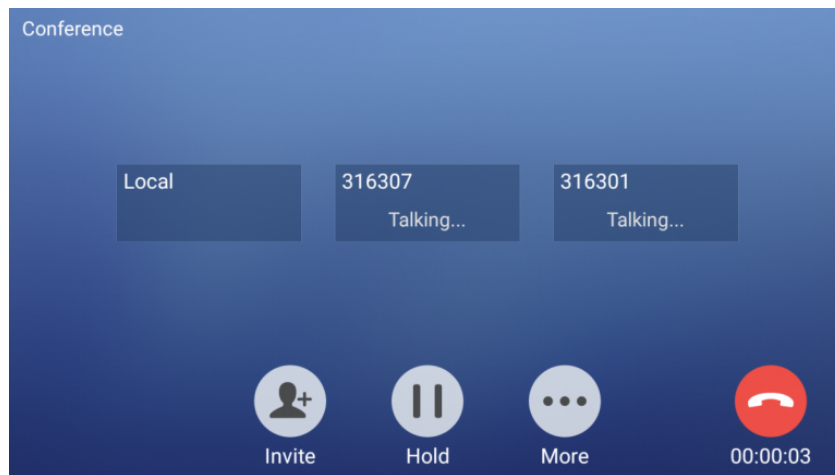 Conference
Local
316307
316301
Talking...
Talking...
Invite
Hold
More
00:00:03